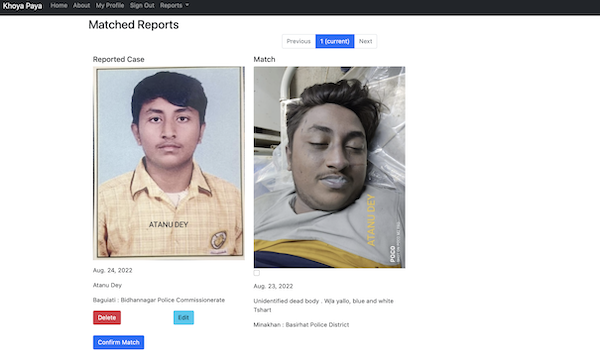 Khoya Paya Home About My Profile Sign Out Reports
Matched Reports
Previous 1 (current) Next
Reported Case
ATANU DEY
Aug. 24, 2022
Atanu Dey
Baguiati : Bidhannagar Police Commissionerate
Delete Edit
Confirm Match
Match
ATANU DEY
POCO
Aug. 23, 2022
Unidentified dead body . W/a yallo, blue and white
Tshart
Minakhan : Basirhat Police District